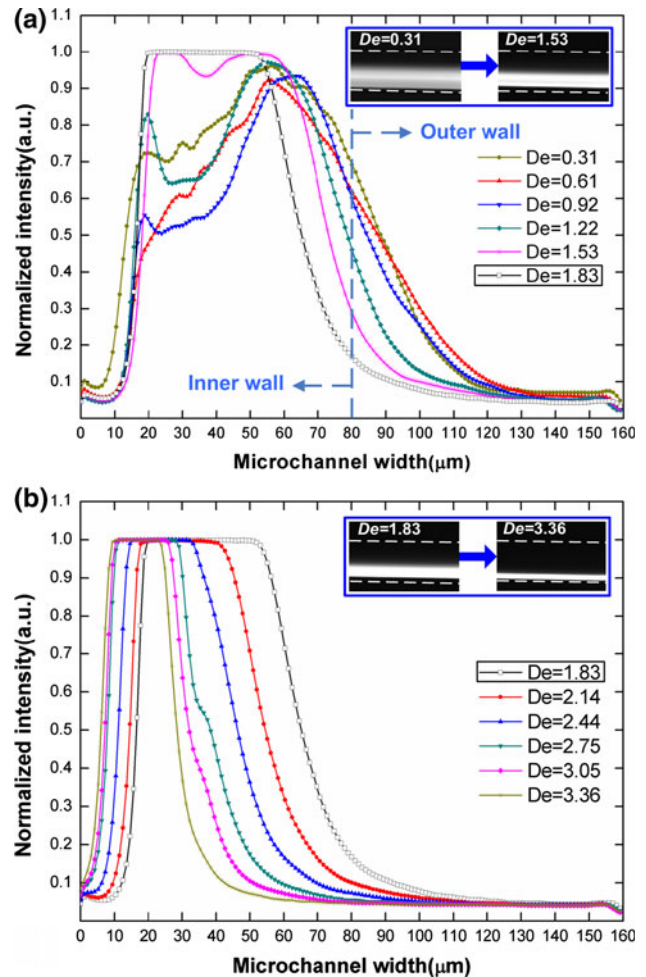 (a)
1.1
1.0
0.9
0.8
0.7
0.6
0.5
0.4
0.3
0.2
0.1
Normalized intensity(a.u.)
De=0.31
De=1.53
Outer wall
Inner wall
De=0.31
De=0.61
De=0.92
De=1.22
De=1.53
De=1.83
0 10 20 30 40 50 60 70 80 90 100 110 120 130 140 150 160
Microchannel width(μm)
(b)
1.1
1.0
0.9
0.8
0.7
0.6
0.5
0.4
0.3
0.2
0.1
Normalized intensity(a.u.)
De=1.83
De=3.36
De=1.83
De=2.14
De=2.44
De=2.75
De=3.05
De=3.36
0 10 20 30 40 50 60 70 80 90 100 110 120 130 140 150 160
Microchannel width(μm)